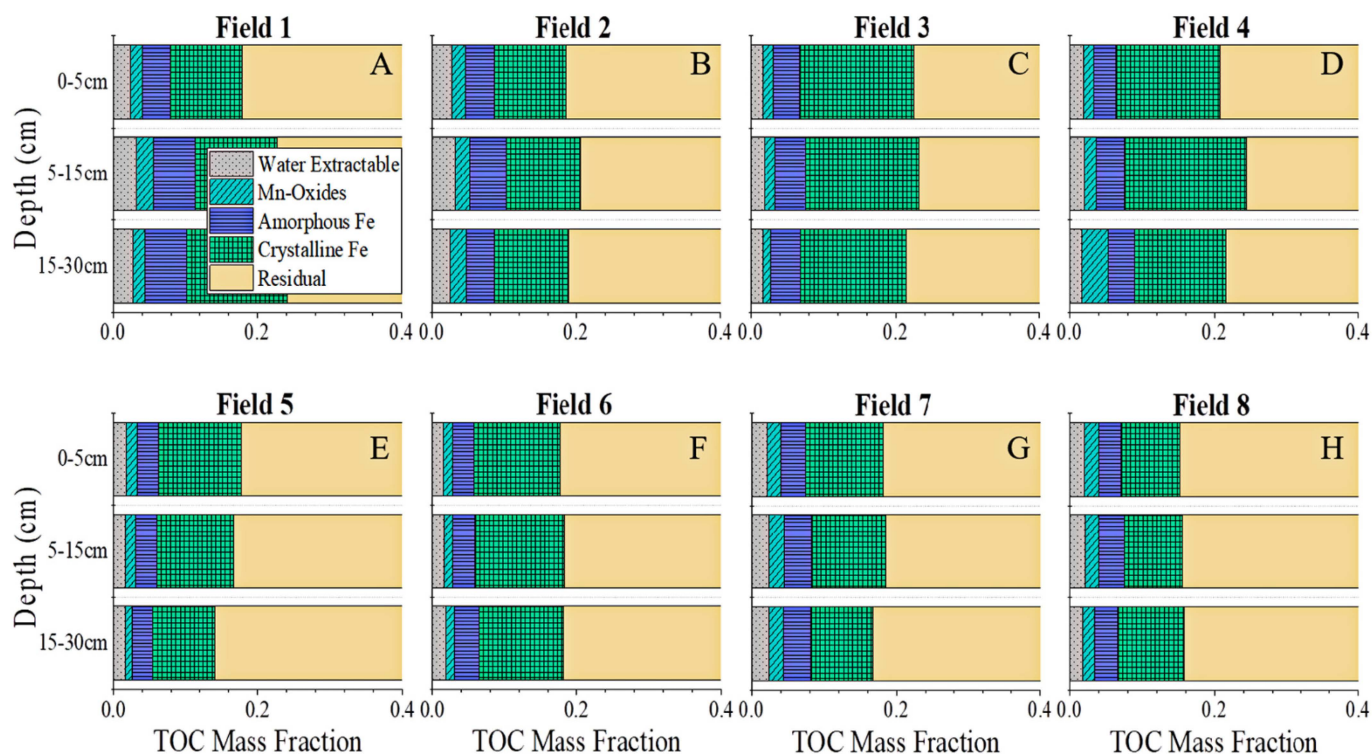 Field 1
Field 2
Field 3
Field 4
A
B
C
D
Depth (cm)
0-5cm
5-15cm
15-30cm
Water Extractable
Mn-Oxides
Amorphous Fe
Crystalline Fe
Residual
0.0 0.2 0.4
0.0 0.2 0.4
0.0 0.2 0.4
0.0 0.2 0.4
Field 5
Field 6
Field 7
Field 8
E
F
G
H
Depth (cm)
0-5cm
5-15cm
15-30cm
0.0 0.2 0.4
0.0 0.2 0.4
0.0 0.2 0.4
0.0 0.2 0.4
TOC Mass Fraction
TOC Mass Fraction
TOC Mass Fraction
TOC Mass Fraction